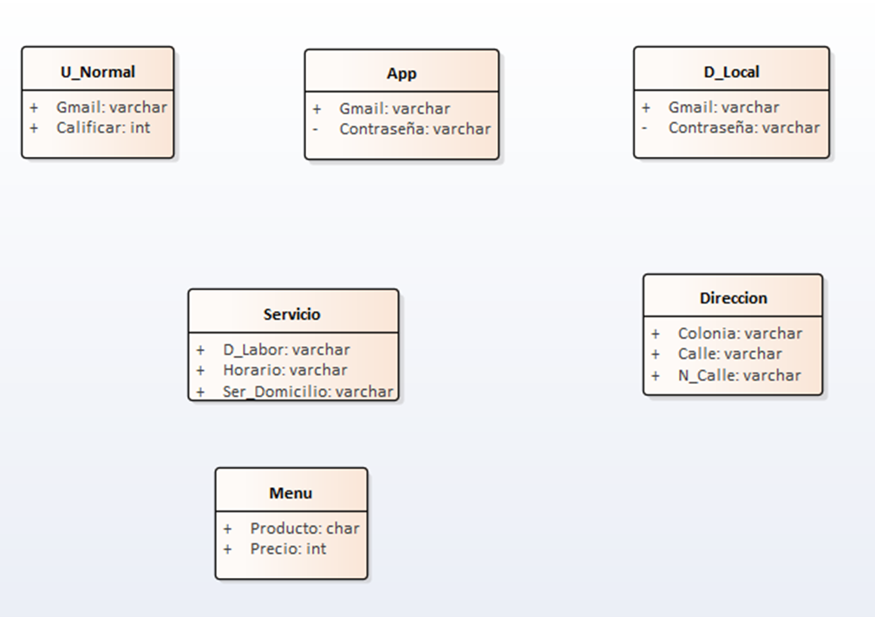 U_Normal
+ Gmail: varchar
+ Calificar: int
App
+ Gmail: varchar
- Contraseña: varchar
D_Local
+ Gmail: varchar
- Contraseña: varchar
Servicio
+ D_Labor: varchar
+ Horario: varchar
+ Ser_Domicilio: varchar
Direccion
+ Colonia: varchar
+ Calle: varchar
+ N_Calle: varchar
Menu
+ Producto: char
+ Precio: int